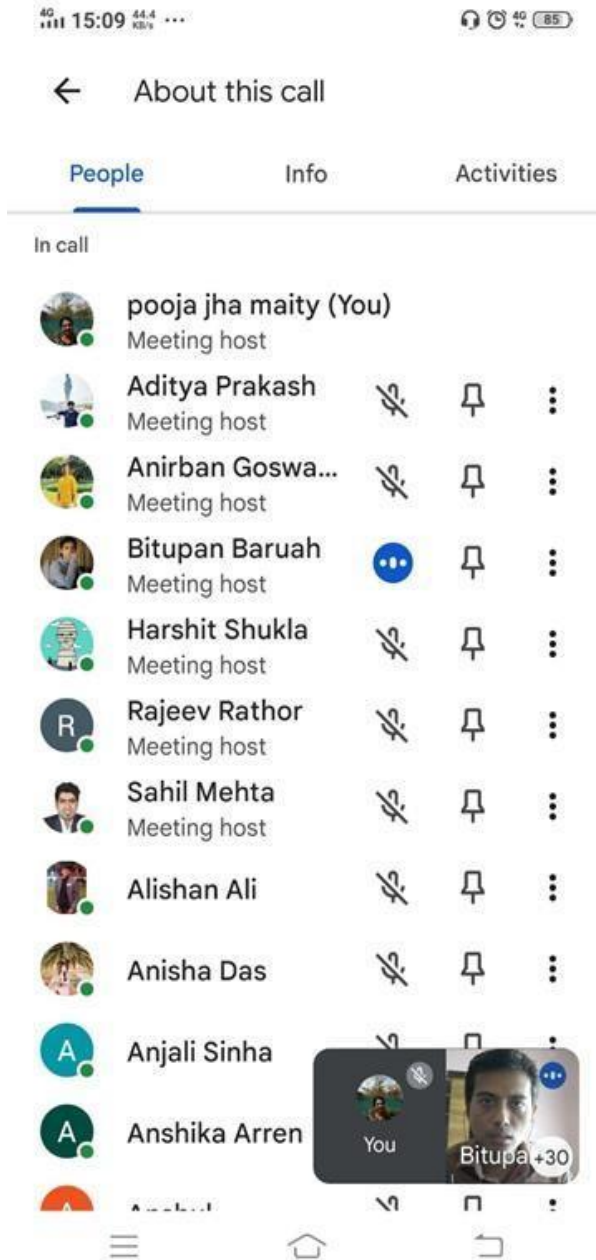 4G 15:09 44.4 KB/s ... 4G 85
About this call
People Info Activities
In call
pooja jha maity (You)
Meeting host
Aditya Prakash
Meeting host
Anirban Goswa...
Meeting host
Bitupan Baruah
Meeting host
Harshit Shukla
Meeting host
R
Rajeev Rathor
Meeting host
Sahil Mehta
Meeting host
Alishan Ali
Anisha Das
A Anjali Sinha
A Anshika Arren
You
Bitupa +30